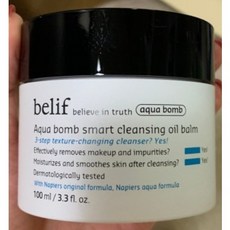 belif believe in truth aqua bomb
Aqua bomb smart cleansing oil balm
3-step texture-changing cleanser? Yes!
Effectively removes makeup and impurities? Yes!
Moisturizes and smoothes skin after cleansing? Yes!
Dermatologically tested
With Napiers original formula, Napiers aqua formula
100 ml / 3.3 fl. oz.